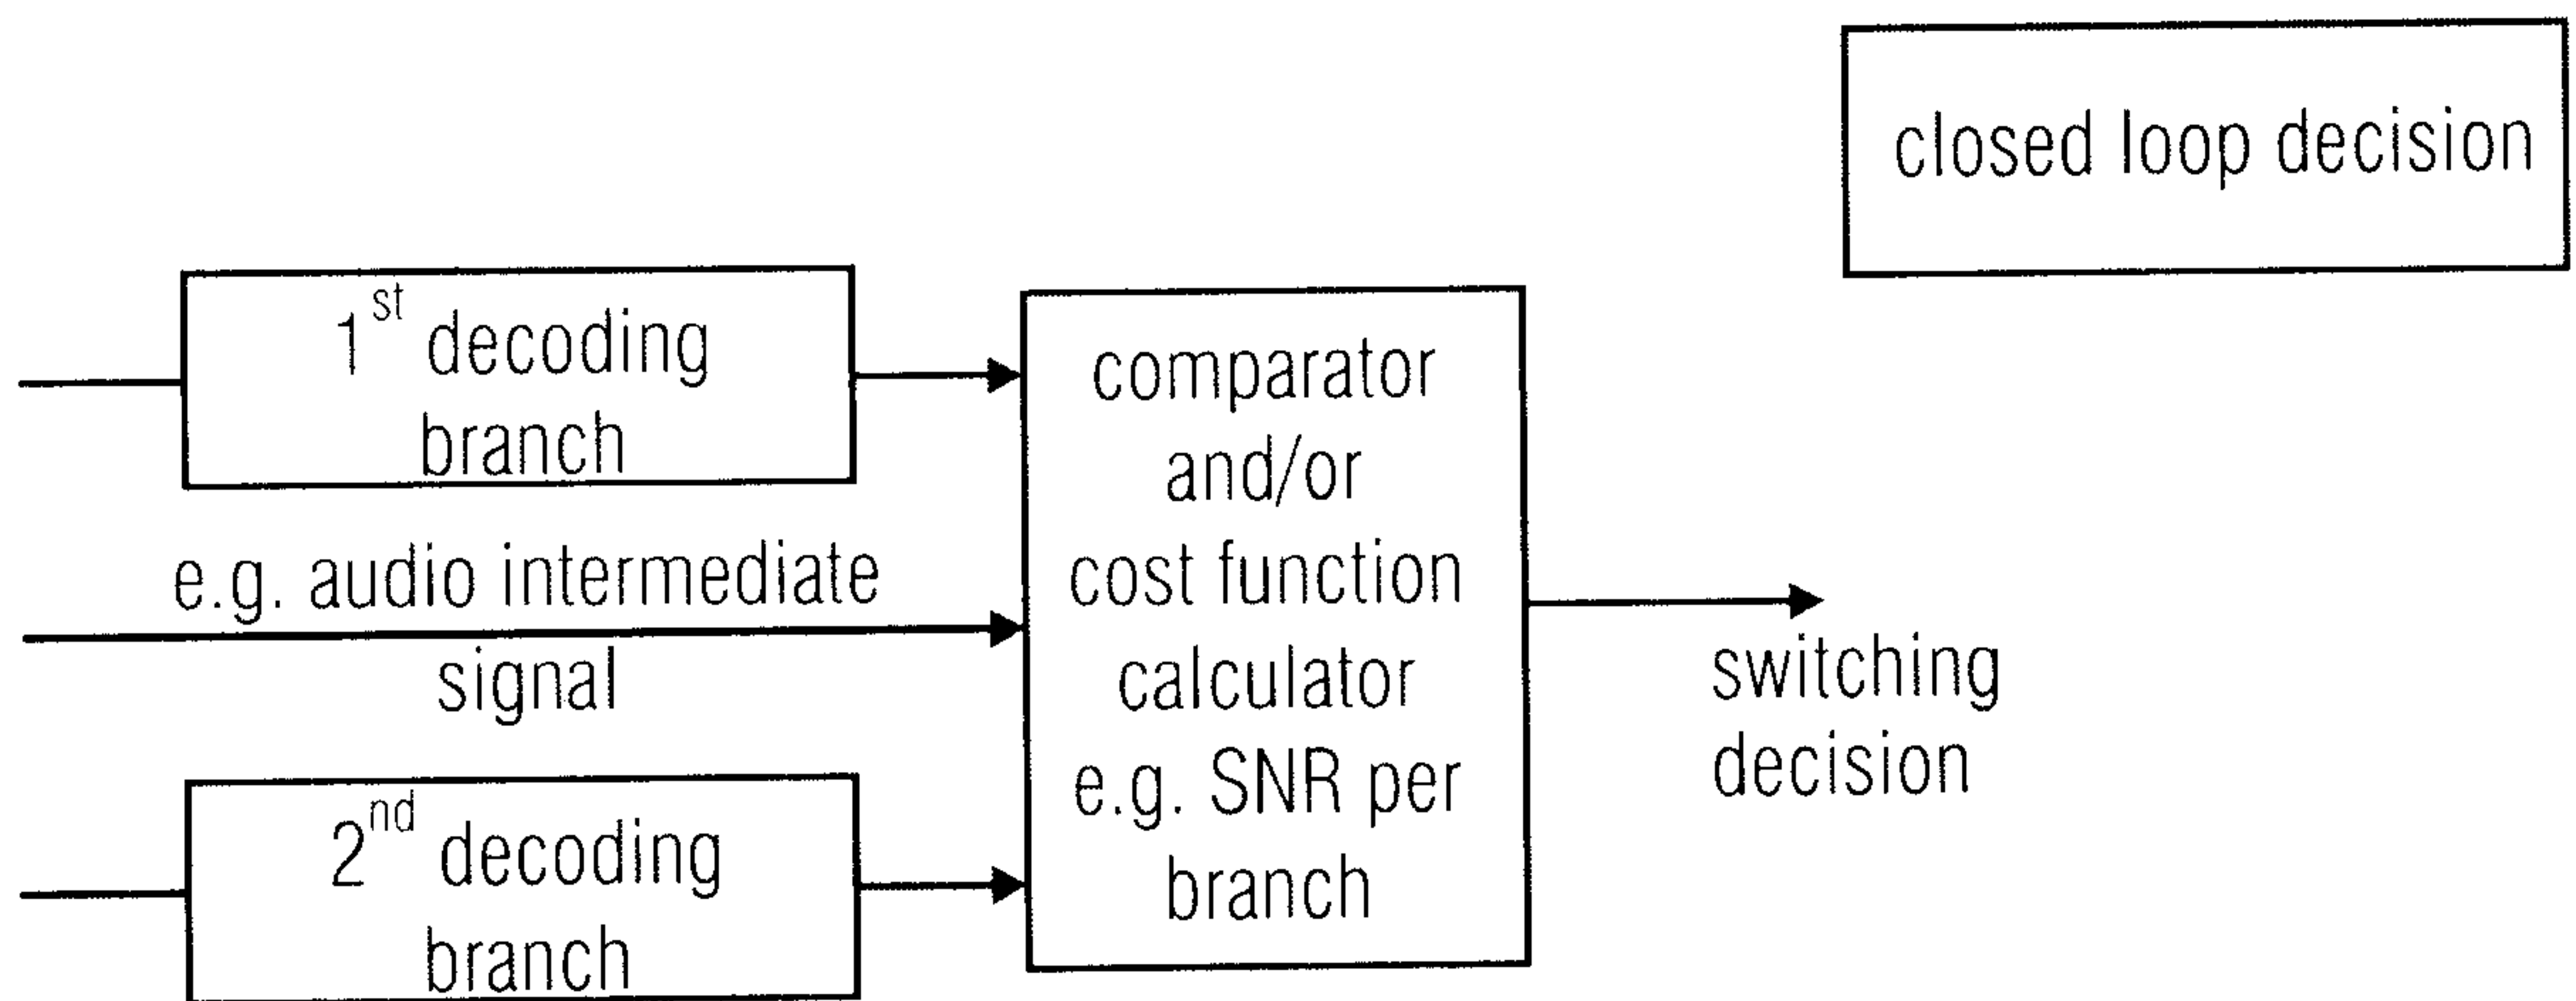 closed loop decision
1st decoding
branch
e.g. audio intermediate
signal
2nd decoding
branch
comparator
and/or
cost function
calculator
e.g. SNR per
branch
switching
decision